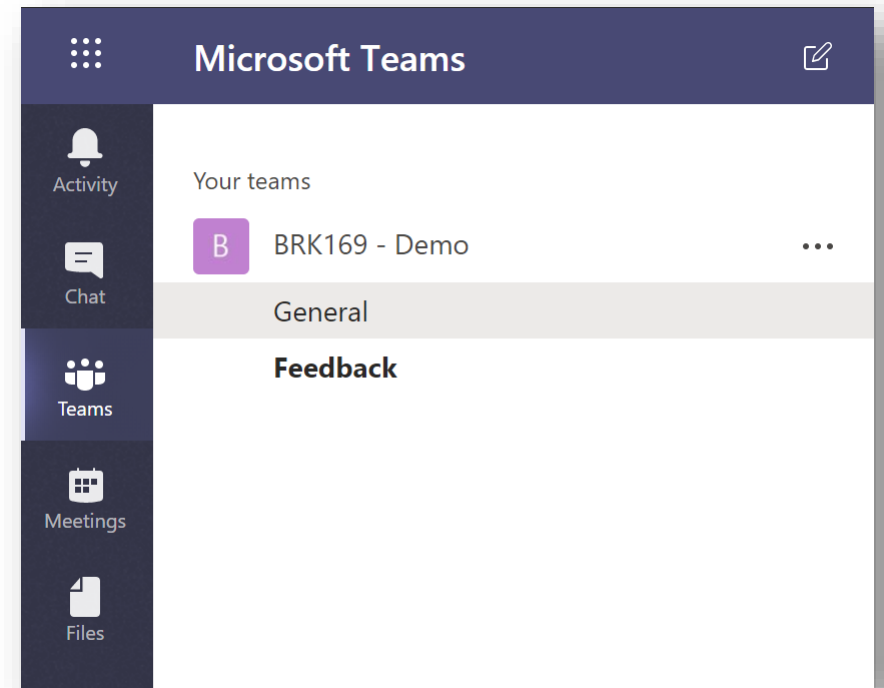 Microsoft Teams
Activity
Chat
Teams
Meetings
Files
Your teams
B BRK169 - Demo
General
Feedback